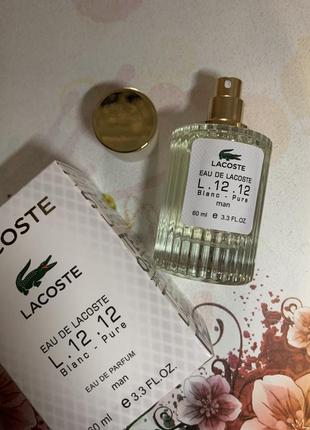 LACOSTE
EAU DE LACOSTE
L.12.12
Blanc - Pure
man
60 ml e 3.3 FL.OZ.
COSTE
LACOSTE
EAU DE LACOSTE
L.12.12
Blanc - Pure
EAU DE PARFUM
man
60 ml e 3.3 FL.OZ.